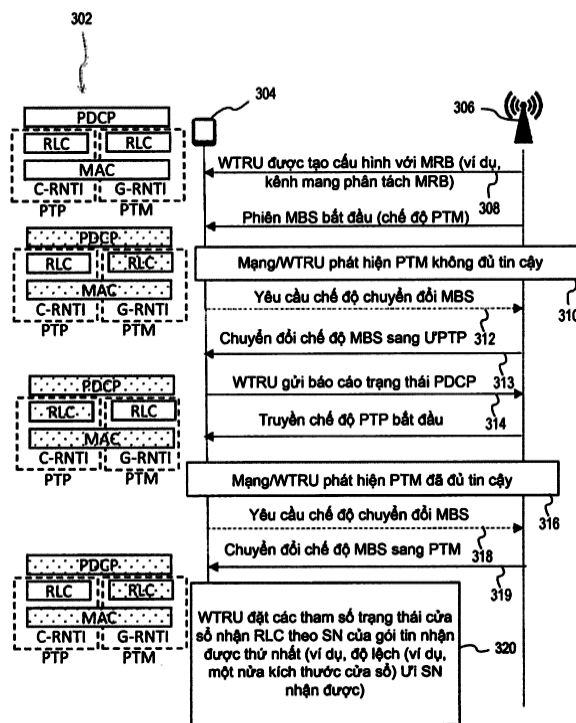 302
304
306
PDCP
RLC RLC
MAC
C-RNTI G-RNTI
PTP PTM
WTRU được tạo cấu hình với MRB (ví dụ,
kênh mang phân tách MRB)
308
Phiên MBS bắt đầu (chế độ PTM)
PDCP
RLC RLC
MAC
C-RNTI G-RNTI
PTP PTM
Mạng/WTRU phát hiện PTM không đủ tin cậy
310
Yêu cầu chế độ chuyển đổi MBS
312
Chuyển đổi chế độ MBS sang ƯPTP
313
PDCP
RLC RLC
MAC
C-RNTI G-RNTI
PTP PTM
WTRU gửi báo cáo trạng thái PDCP
314
Truyền chế độ PTP bắt đầu
Mạng/WTRU phát hiện PTM đã đủ tin cậy
316
Yêu cầu chế độ chuyển đổi MBS
318
Chuyển đổi chế độ MBS sang PTM
319
PDCP
RLC RLC
MAC
C-RNTI G-RNTI
PTP PTM
WTRU đặt các tham số trạng thái cửa
sổ nhận RLC theo SN của gói tin nhận
được thứ nhất (ví dụ, độ lệch (ví dụ,
một nửa kích thước cửa sổ) Ưi SN
nhận được)
320